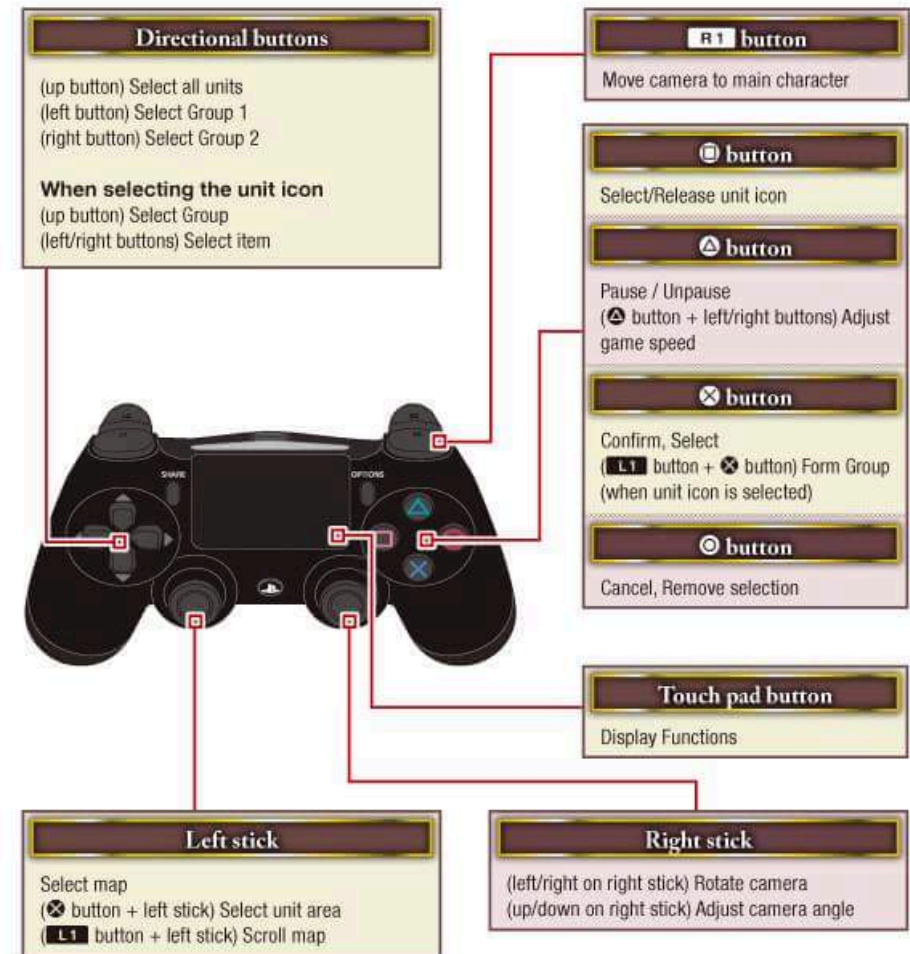 Directional buttons
(up button) Select all units
(left button) Select Group 1
(right button) Select Group 2
When selecting the unit icon
(up button) Select Group
(left/right buttons) Select item
R1 button
Move camera to main character
button
Select/Release unit icon
button
Pause / Unpause
( button + left/right buttons) Adjust
game speed
button
Confirm, Select
(L1 button + button) Form Group
(when unit icon is selected)
button
Cancel, Remove selection
SHARE
OPTIONS
Touch pad button
Display Functions
Left stick
Select map
( button + left stick) Select unit area
(L1 button + left stick) Scroll map
Right stick
(left/right on right stick) Rotate camera
(up/down on right stick) Adjust camera angle